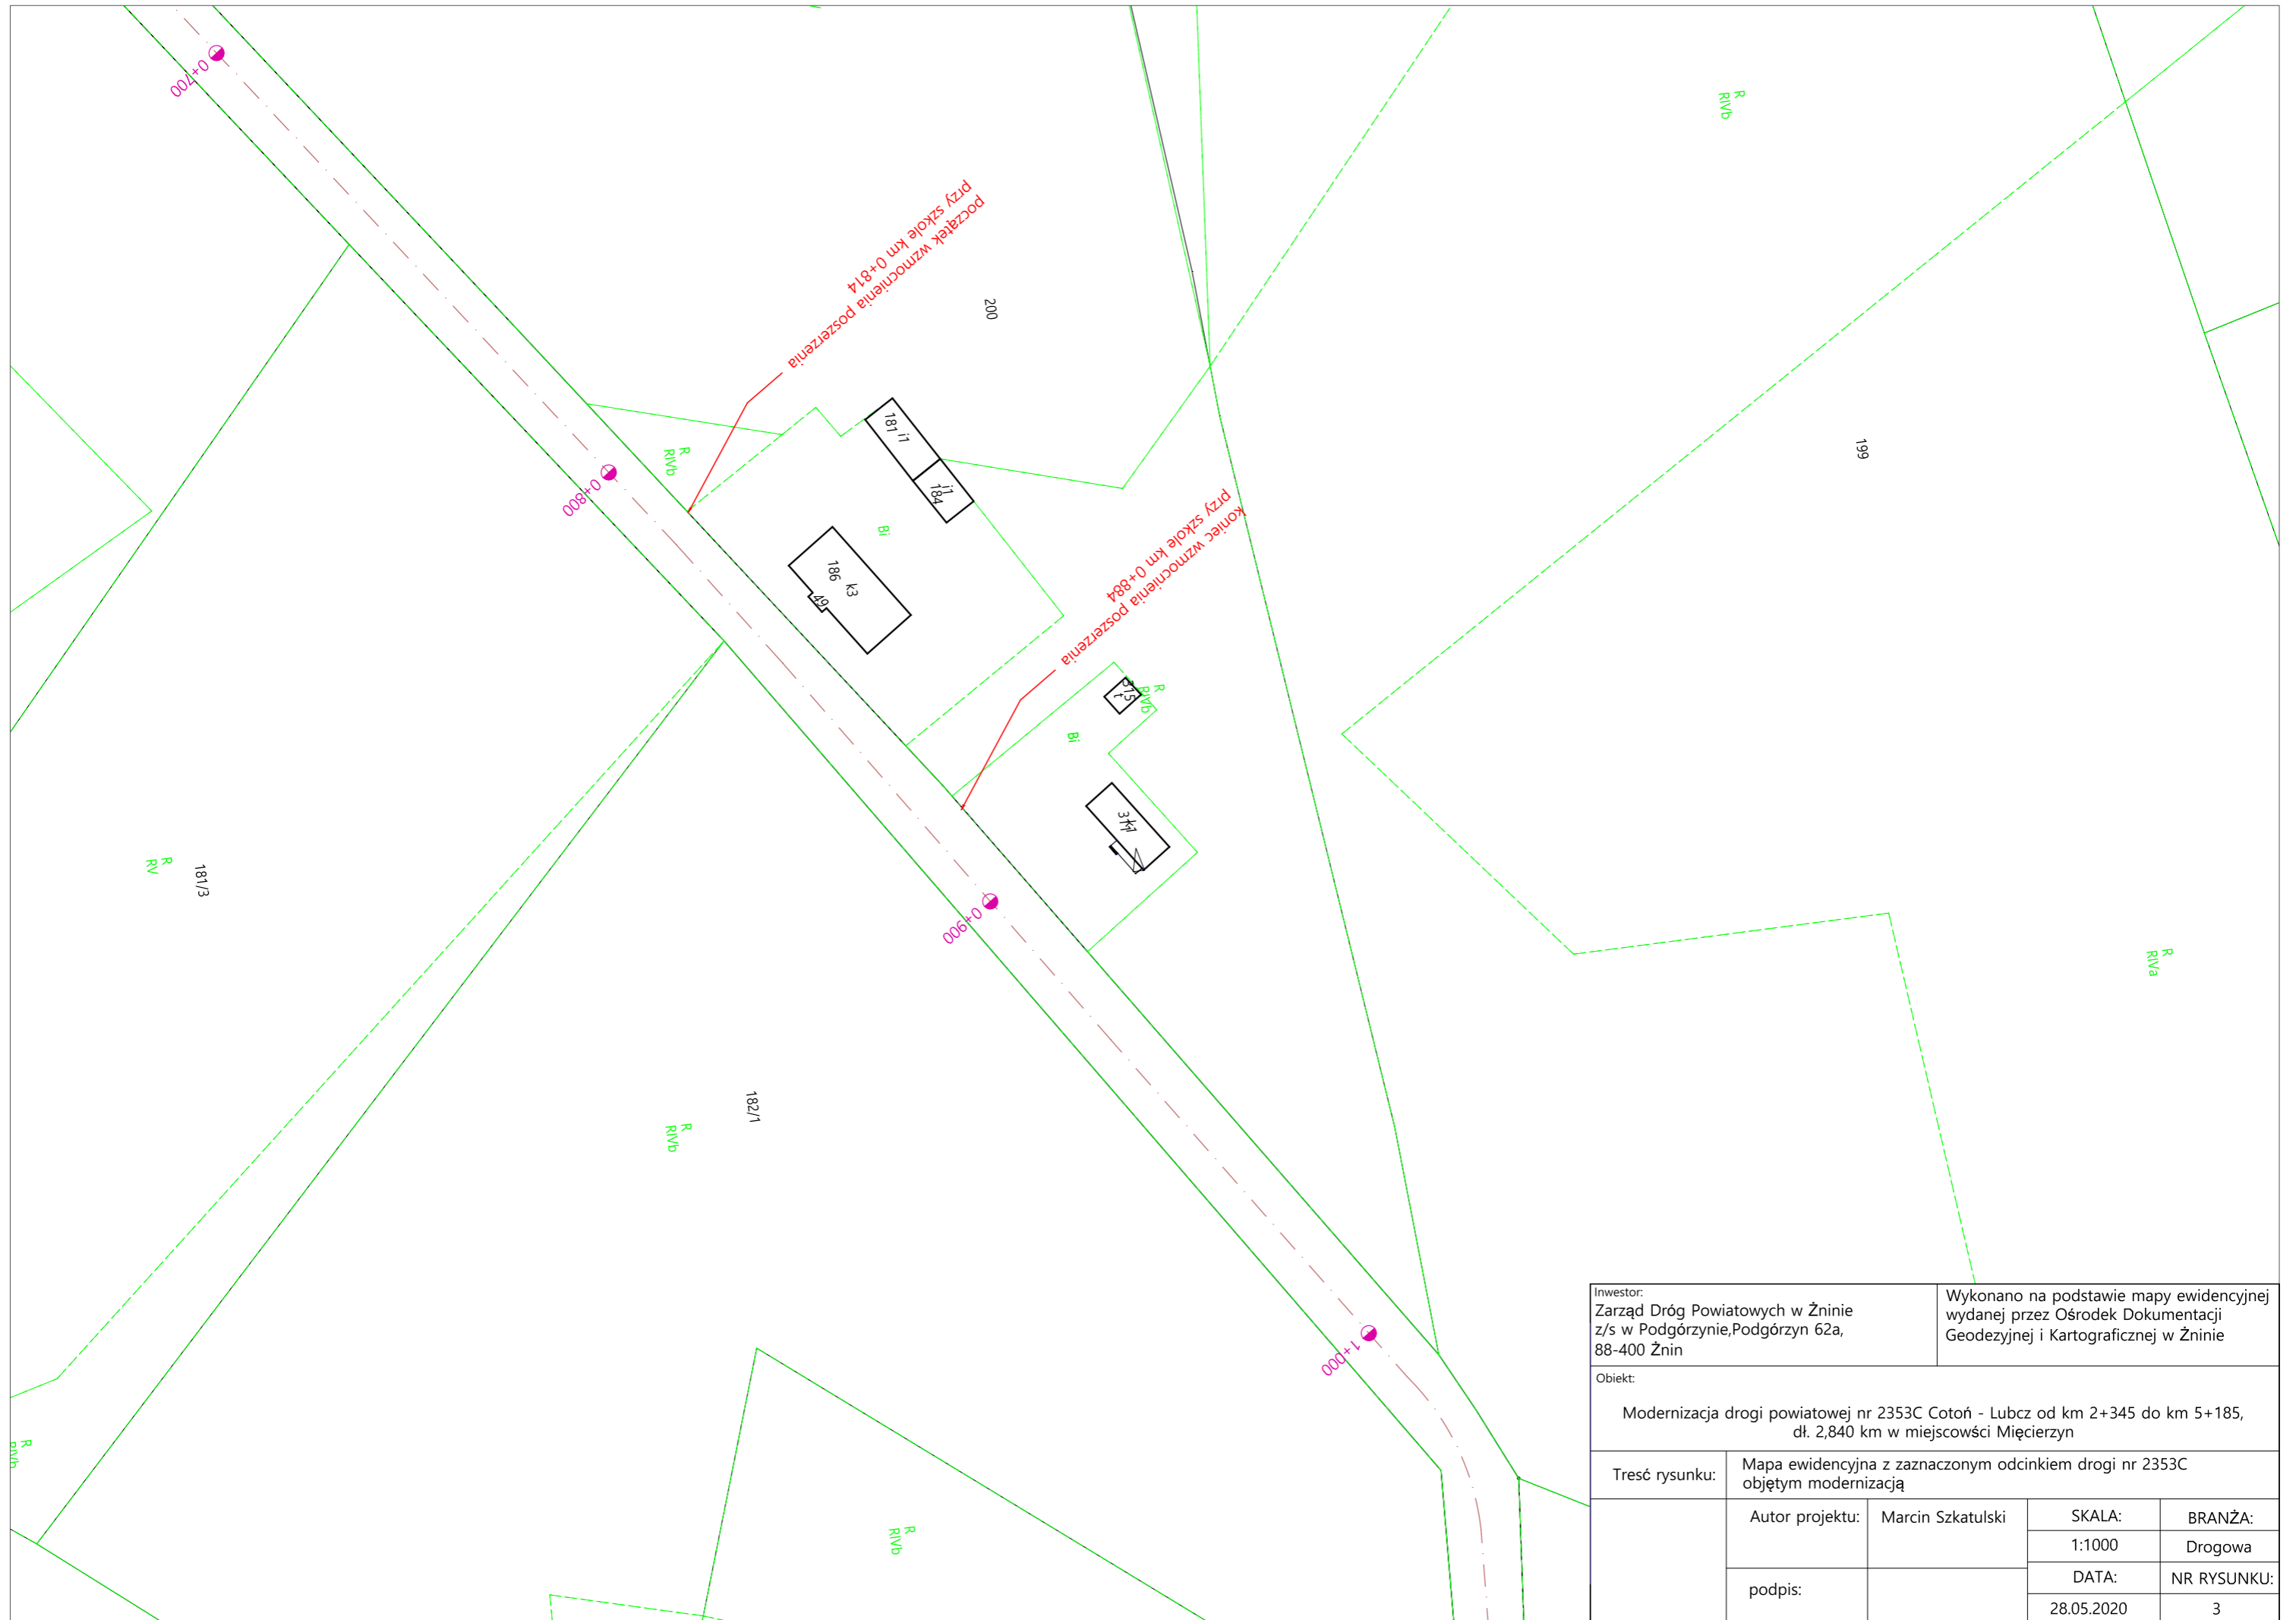 0+700
R
RIVb
początek wzmocnienia poszerzenia
przy szkole km 0+814
200
181 i1
i1
184
R
RIVb
199
0+800
Bi
186 k3
49
koniec wzmocnienia poszerzenia
przy szkole km 0+884
375
t
R
RIVb
Bi
k1
R
RV
181/3
0+900
R
RIVa
182/1
R
RIVb
1+000
R
RIVb
R
RIVb
Inwestor:
Zarząd Dróg Powiatowych w Żninie
z/s w Podgórzynie,Podgórzyn 62a,
88-400 Żnin
Wykonano na podstawie mapy ewidencyjnej
wydanej przez Ośrodek Dokumentacji
Geodezyjnej i Kartograficznej w Żninie
Obiekt:
Modernizacja drogi powiatowej nr 2353C Cotoń - Lubcz od km 2+345 do km 5+185,
dł. 2,840 km w miejscowści Mięcierzyn
Tresć rysunku:
Mapa ewidencyjna z zaznaczonym odcinkiem drogi nr 2353C
objętym modernizacją
Autor projektu:
Marcin Szkatulski
SKALA:
BRANŻA:
1:1000
Drogowa
podpis:
DATA:
NR RYSUNKU:
28.05.2020
3